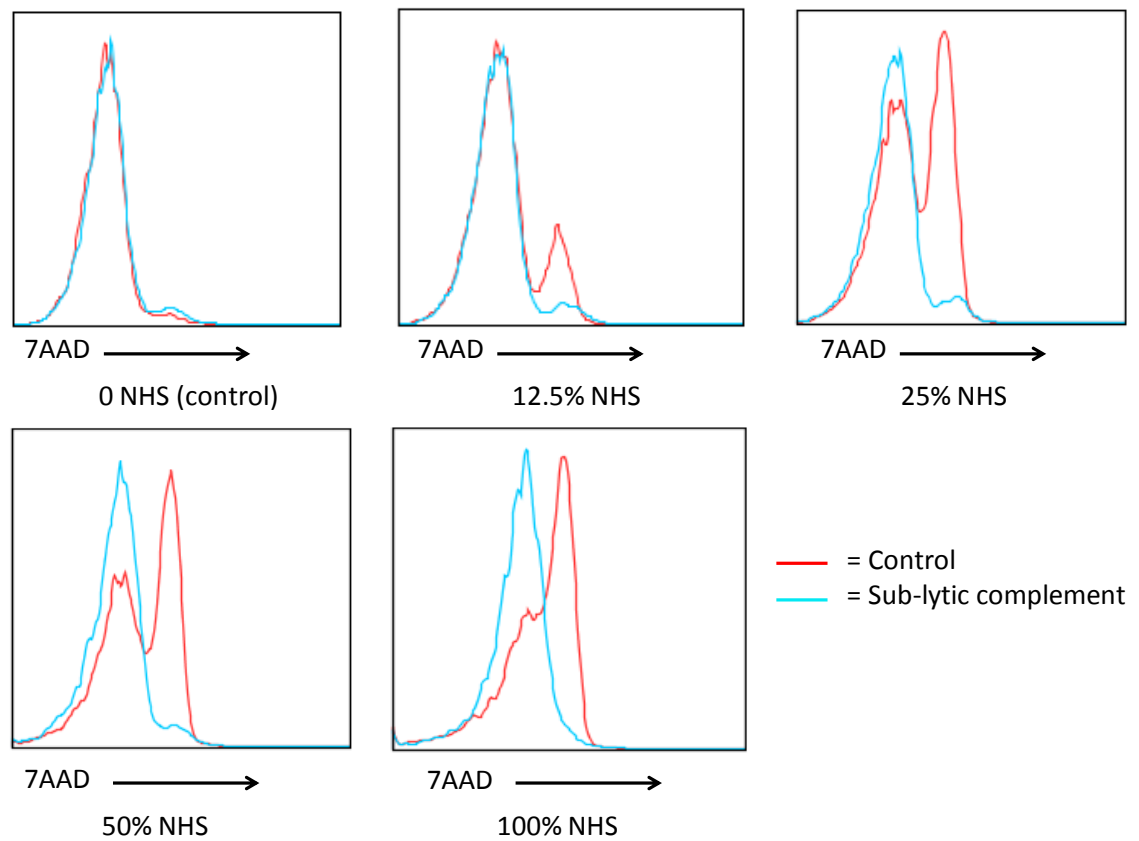 7AAD
0 NHS (control)
7AAD
12.5% NHS
7AAD
25% NHS
7AAD
50% NHS
7AAD
100% NHS
= Control
= Sub-lytic complement